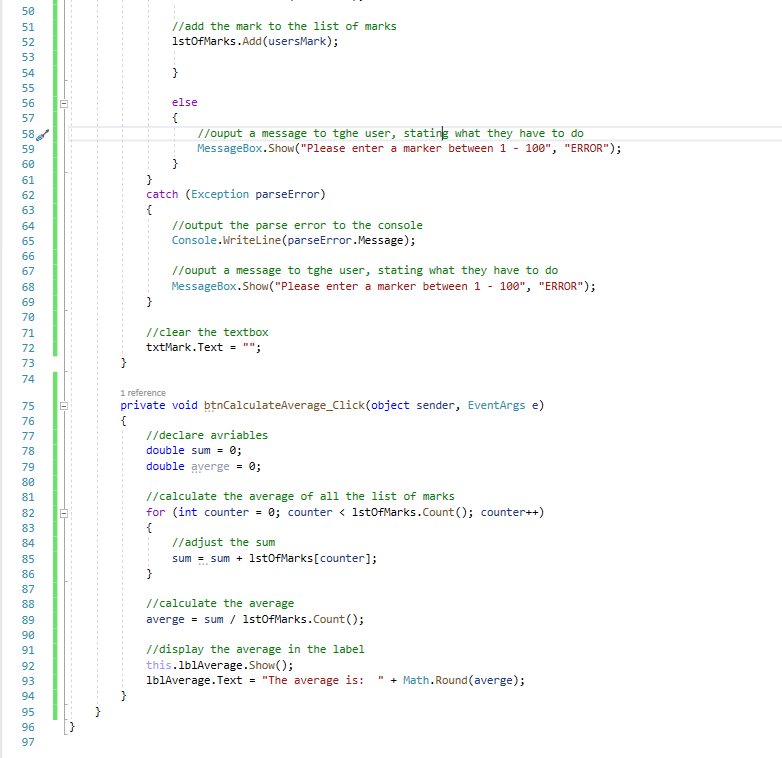 50
51 //add the mark to the list of marks
52 lstOfMarks.Add(usersMark);
53
54 }
55
56 else
57 {
58 //ouput a message to tghe user, stating what they have to do
59 MessageBox.Show("Please enter a marker between 1 - 100", "ERROR");
60 }
61 }
62 catch (Exception parseError)
63 {
64 //output the parse error to the console
65 Console.WriteLine(parseError.Message);
66
67 //ouput a message to tghe user, stating what they have to do
68 MessageBox.Show("Please enter a marker between 1 - 100", "ERROR");
69 }
70
71 //clear the textbox
72 txtMark.Text = "";
73 }
74
1 reference
75 private void btnCalculateAverage_Click(object sender, EventArgs e)
76 {
77 //declare avriables
78 double sum = 0;
79 double averge = 0;
80
81 //calculate the average of all the list of marks
82 for (int counter = 0; counter < lstOfMarks.Count(); counter++)
83 {
84 //adjust the sum
85 sum = sum + lstOfMarks[counter];
86 }
87
88 //calculate the average
89 averge = sum / lstOfMarks.Count();
90
91 //display the average in the label
92 this.lblAverage.Show();
93 lblAverage.Text = "The average is:  " + Math.Round(averge);
94 }
95 }
96 }
97